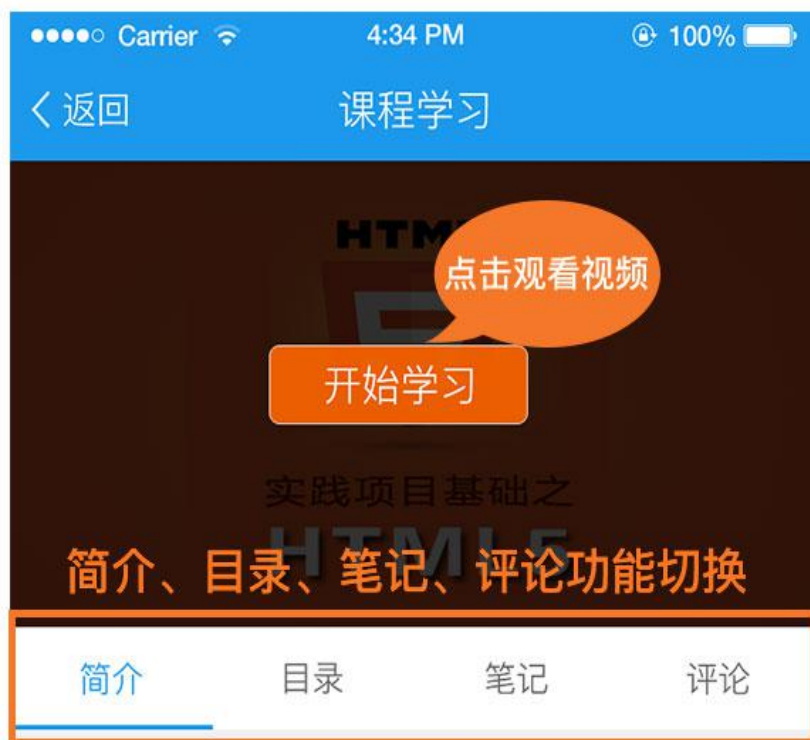 Carrier 4:34 PM 100%
返回 课程学习
点击观看视频
开始学习
实践项目基础之
HTML5
简介、目录、笔记、评论功能切换
简介 目录 笔记 评论